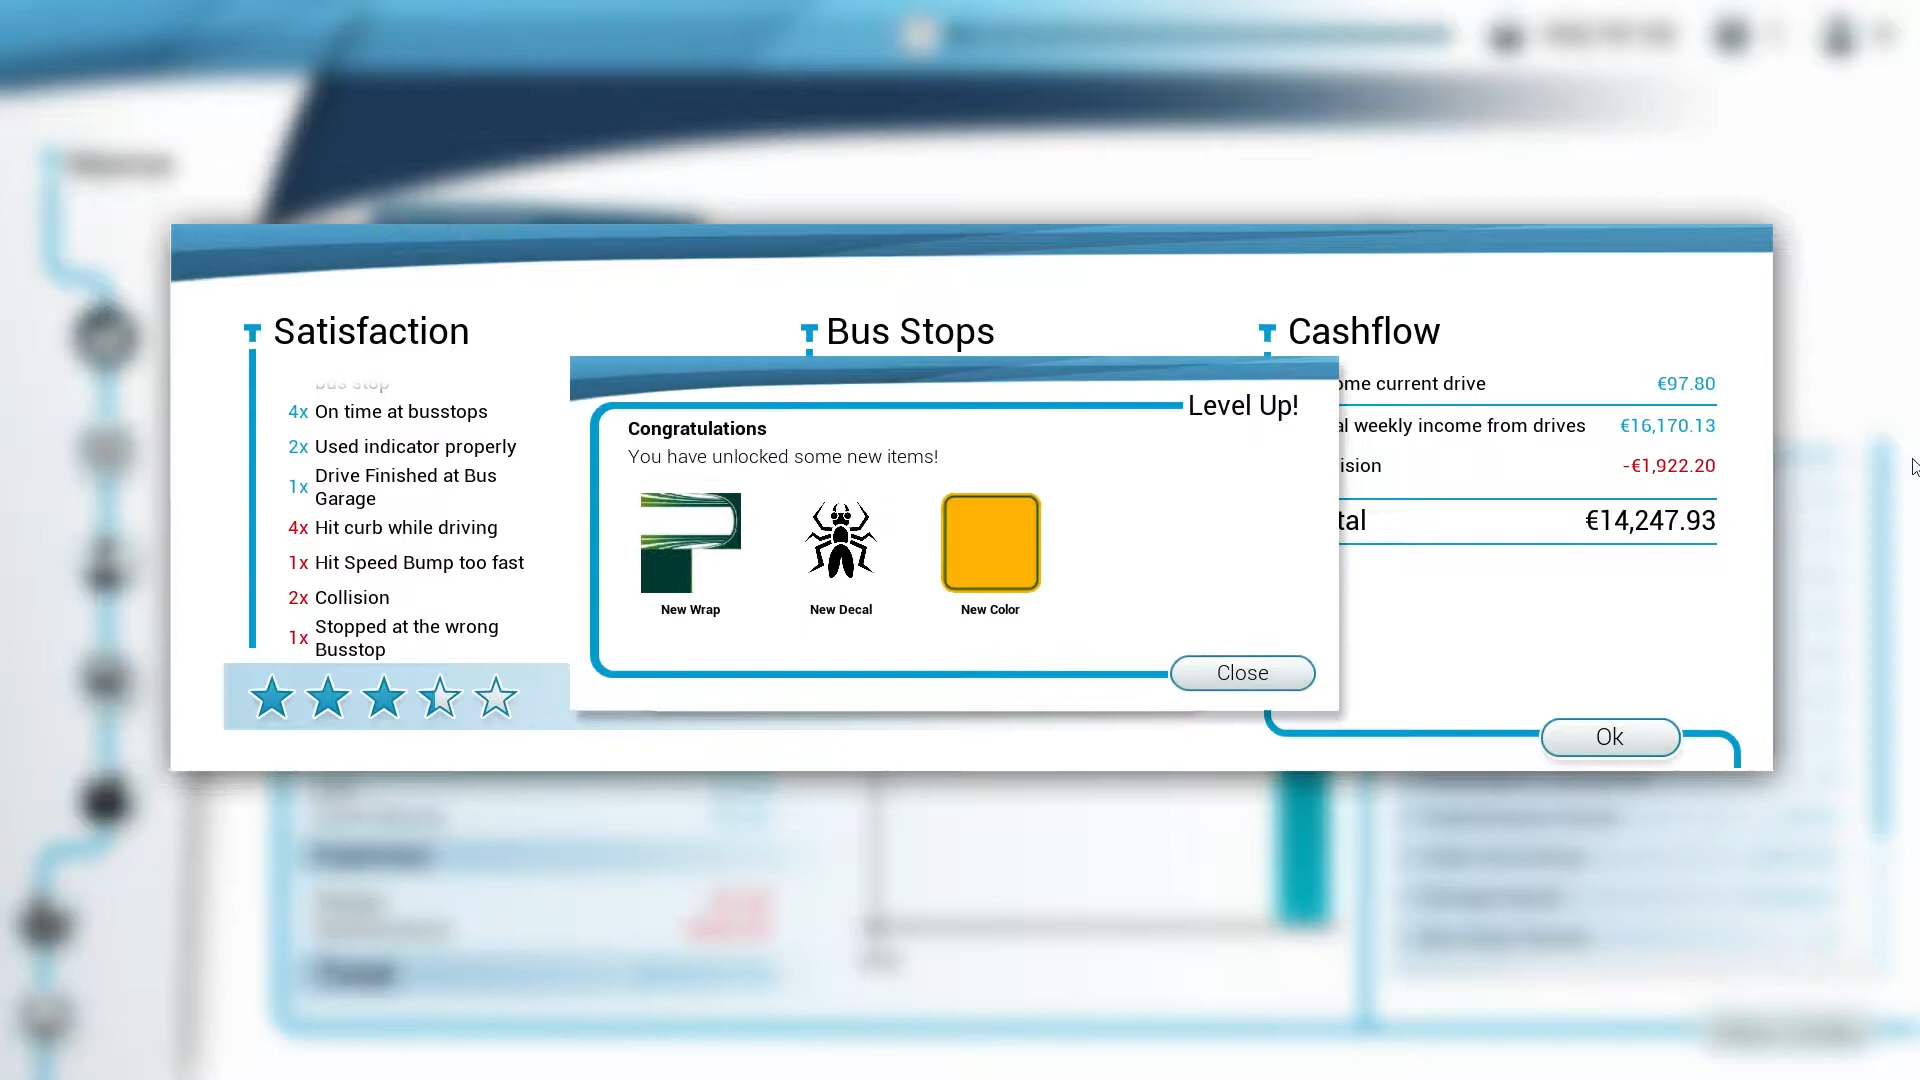 Satisfaction
bus stop
4x On time at busstops
2x Used indicator properly
1x Drive Finished at Bus
Garage
4x Hit curb while driving
1x Hit Speed Bump too fast
2x Collision
1x Stopped at the wrong
Busstop
Bus Stops
Level Up!
Congratulations
You have unlocked some new items!
New Wrap
New Decal
New Color
Close
Cashflow
ome current drive €97.80
al weekly income from drives €16,170.13
ision -€1,922.20
tal €14,247.93
Ok